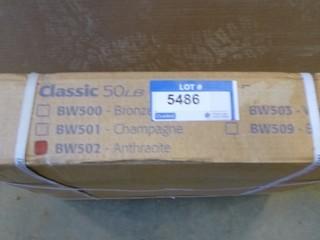 Classic 50LB
LOT #
5486
BW500 - Bronze
BW501 - Champagne
BW502 - Anthracite
BW503 -
BW509 -